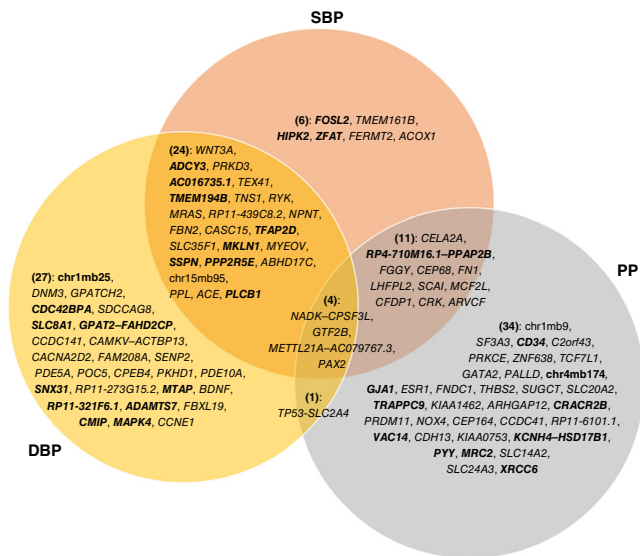 SBP
(6): FOSL2, TMEM161B,
HIPK2, ZFAT, FERMT2, ACOX1
(24): WNT3A,
ADCY3, PRKD3,
AC016735.1, TEX41,
TMEM194B, TNS1, RYK,
MRAS, RP11-439C8.2, NPNT,
FBN2, CASC15, TFAP2D,
SLC35F1, MKLN1, MYEOV,
SSPN, PPP2R5E, ABHD17C,
chr15mb95,
PPL, ACE, PLCB1
(11): CELA2A,
RP4-710M16.1–PPAP2B,
FGGY, CEP68, FN1,
LHFPL2, SCAI, MCF2L,
CFDP1, CRK, ARVCF
PP
(27): chr1mb25,
DNM3, GPATCH2,
CDC42BPA, SDCCAG8,
SLC8A1, GPAT2–FAHD2CP,
CCDC141, CAMKV–ACTBP13,
CACNA2D2, FAM208A, SENP2,
PDE5A, POC5, CPEB4, PKHD1, PDE10A,
SNX31, RP11-273G15.2, MTAP, BDNF,
RP11-321F6.1, ADAMTS7, FBXL19,
CMIP, MAPK4, CCNE1
DBP
(4):
NADK–CPSF3L,
GTF2B,
METTL21A–AC079767.3,
PAX2
(1):
TP53-SLC2A4
(34): chr1mb9,
SF3A3, CD34, C2orf43,
PRKCE, ZNF638, TCF7L1,
GATA2, PALLD, chr4mb174,
GJA1, ESR1, FNDC1, THBS2, SUGCT, SLC20A2,
TRAPPC9, KIAA1462, ARHGAP12, CRACR2B,
PRDM11, NOX4, CEP164, CCDC41, RP11-6101.1,
VAC14, CDH13, KIAA0753, KCNH4–HSD17B1,
PYY, MRC2, SLC14A2,
SLC24A3, XRCC6